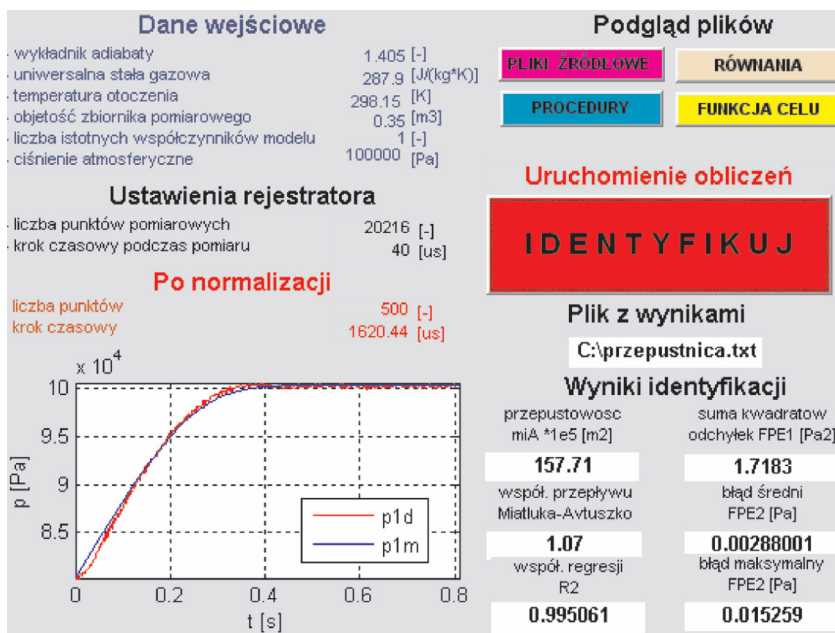 Dane wejściowe
- wykładnik adiabaty 1.405 [-]
- uniwersalna stała gazowa 287.9 [J/(kg*K)]
- temperatura otoczenia 298.15 [K]
- objetość zbiornika pomiarowego 0.35 [m3]
- liczba istotnych współczynników modelu 1 [-]
- ciśnienie atmosferyczne 100000 [Pa]
Ustawienia rejestratora
- liczba punktów pomiarowych 20216 [-]
- krok czasowy podczas pomiaru 40 [us]
Po normalizacji
liczba punktów 500 [-]
krok czasowy 1620.44 [us]
x 10⁴
10
9.5
9
8.5
p [Pa]
p1d
p1m
0 0.2 0.4 0.6 0.8
t [s]
Podgląd plików
PLIKI ŹRÓDŁOWE
RÓWNANIA
PROCEDURY
FUNKCJA CELU
Uruchomienie obliczeń
IDENTYFIKUJ
Plik z wynikami
C:\przepustnica.txt
Wyniki identyfikacji
przepustowosc
miA *1e5 [m2]
157.71
suma kwadratow
odchyłek FPE1 [Pa2]
1.7183
współ. przepływu
Miatluka-Avtuszko
1.07
błąd średni
FPE2 [Pa]
0.00288001
współ. regresji
R2
0.995061
błąd maksymalny
FPE2 [Pa]
0.015259